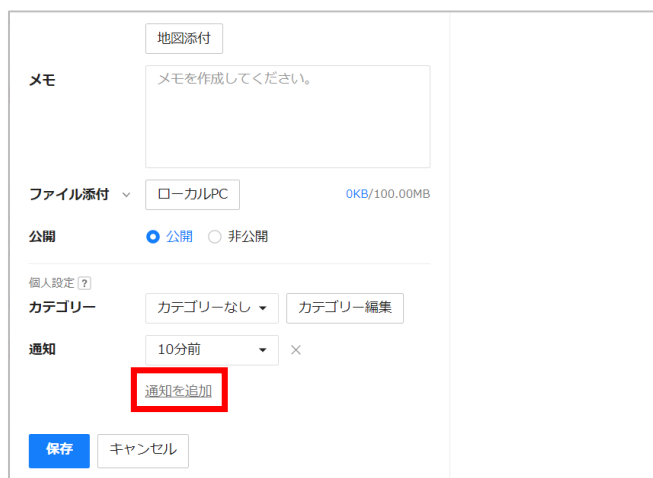 地図添付
メモ
メモを作成してください。
ファイル添付 ローカルPC 0KB/100.00MB
公開 公開 非公開
個人設定 ?
カテゴリー カテゴリーなし カテゴリー編集
通知 10分前
通知を追加
保存 キャンセル